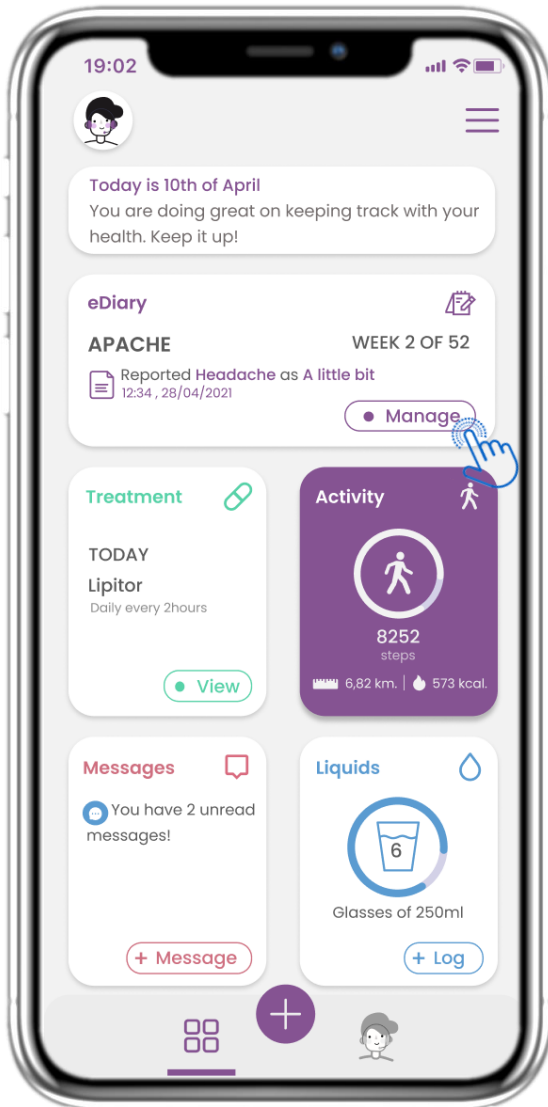 19:02
Today is 10th of April
You are doing great on keeping track with your
health. Keep it up!
eDiary
APACHE
WEEK 2 OF 52
Reported Headache as A little bit
12:34 , 28/04/2021
Manage
Treatment
TODAY
Lipitor
Daily every 2hours
View
Activity
8252
steps
6,82 km.
573 kcal.
Messages
You have 2 unread
messages!
+ Message
Liquids
6
Glasses of 250ml
+ Log